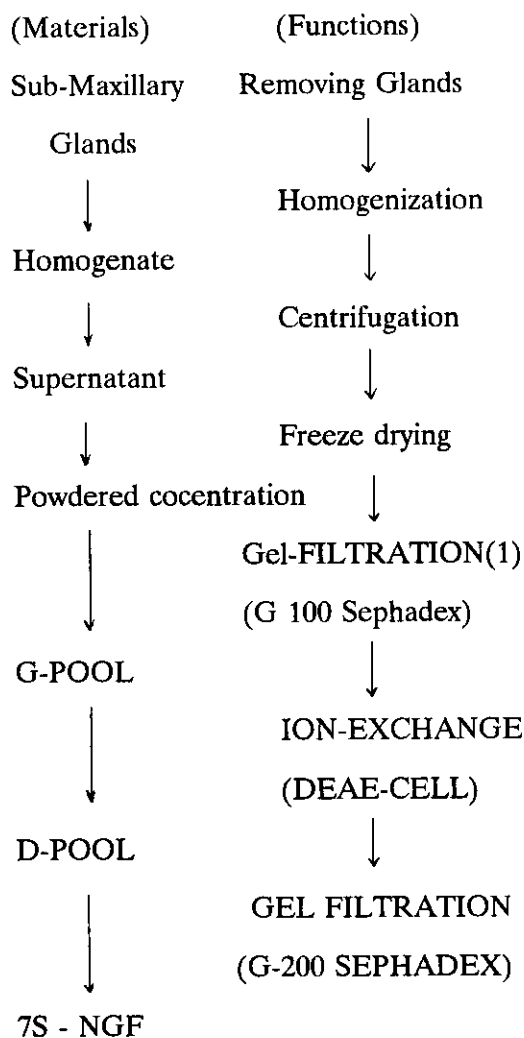 (Materials)
Sub-Maxillary
Glands
Homogenate
Supernatant
Powdered cocentration
G-POOL
D-POOL
7S - NGF
(Functions)
Removing Glands
Homogenization
Centrifugation
Freeze drying
Gel-FILTRATION(1)
(G 100 Sephadex)
ION-EXCHANGE
(DEAE-CELL)
GEL FILTRATION
(G-200 SEPHADEX)